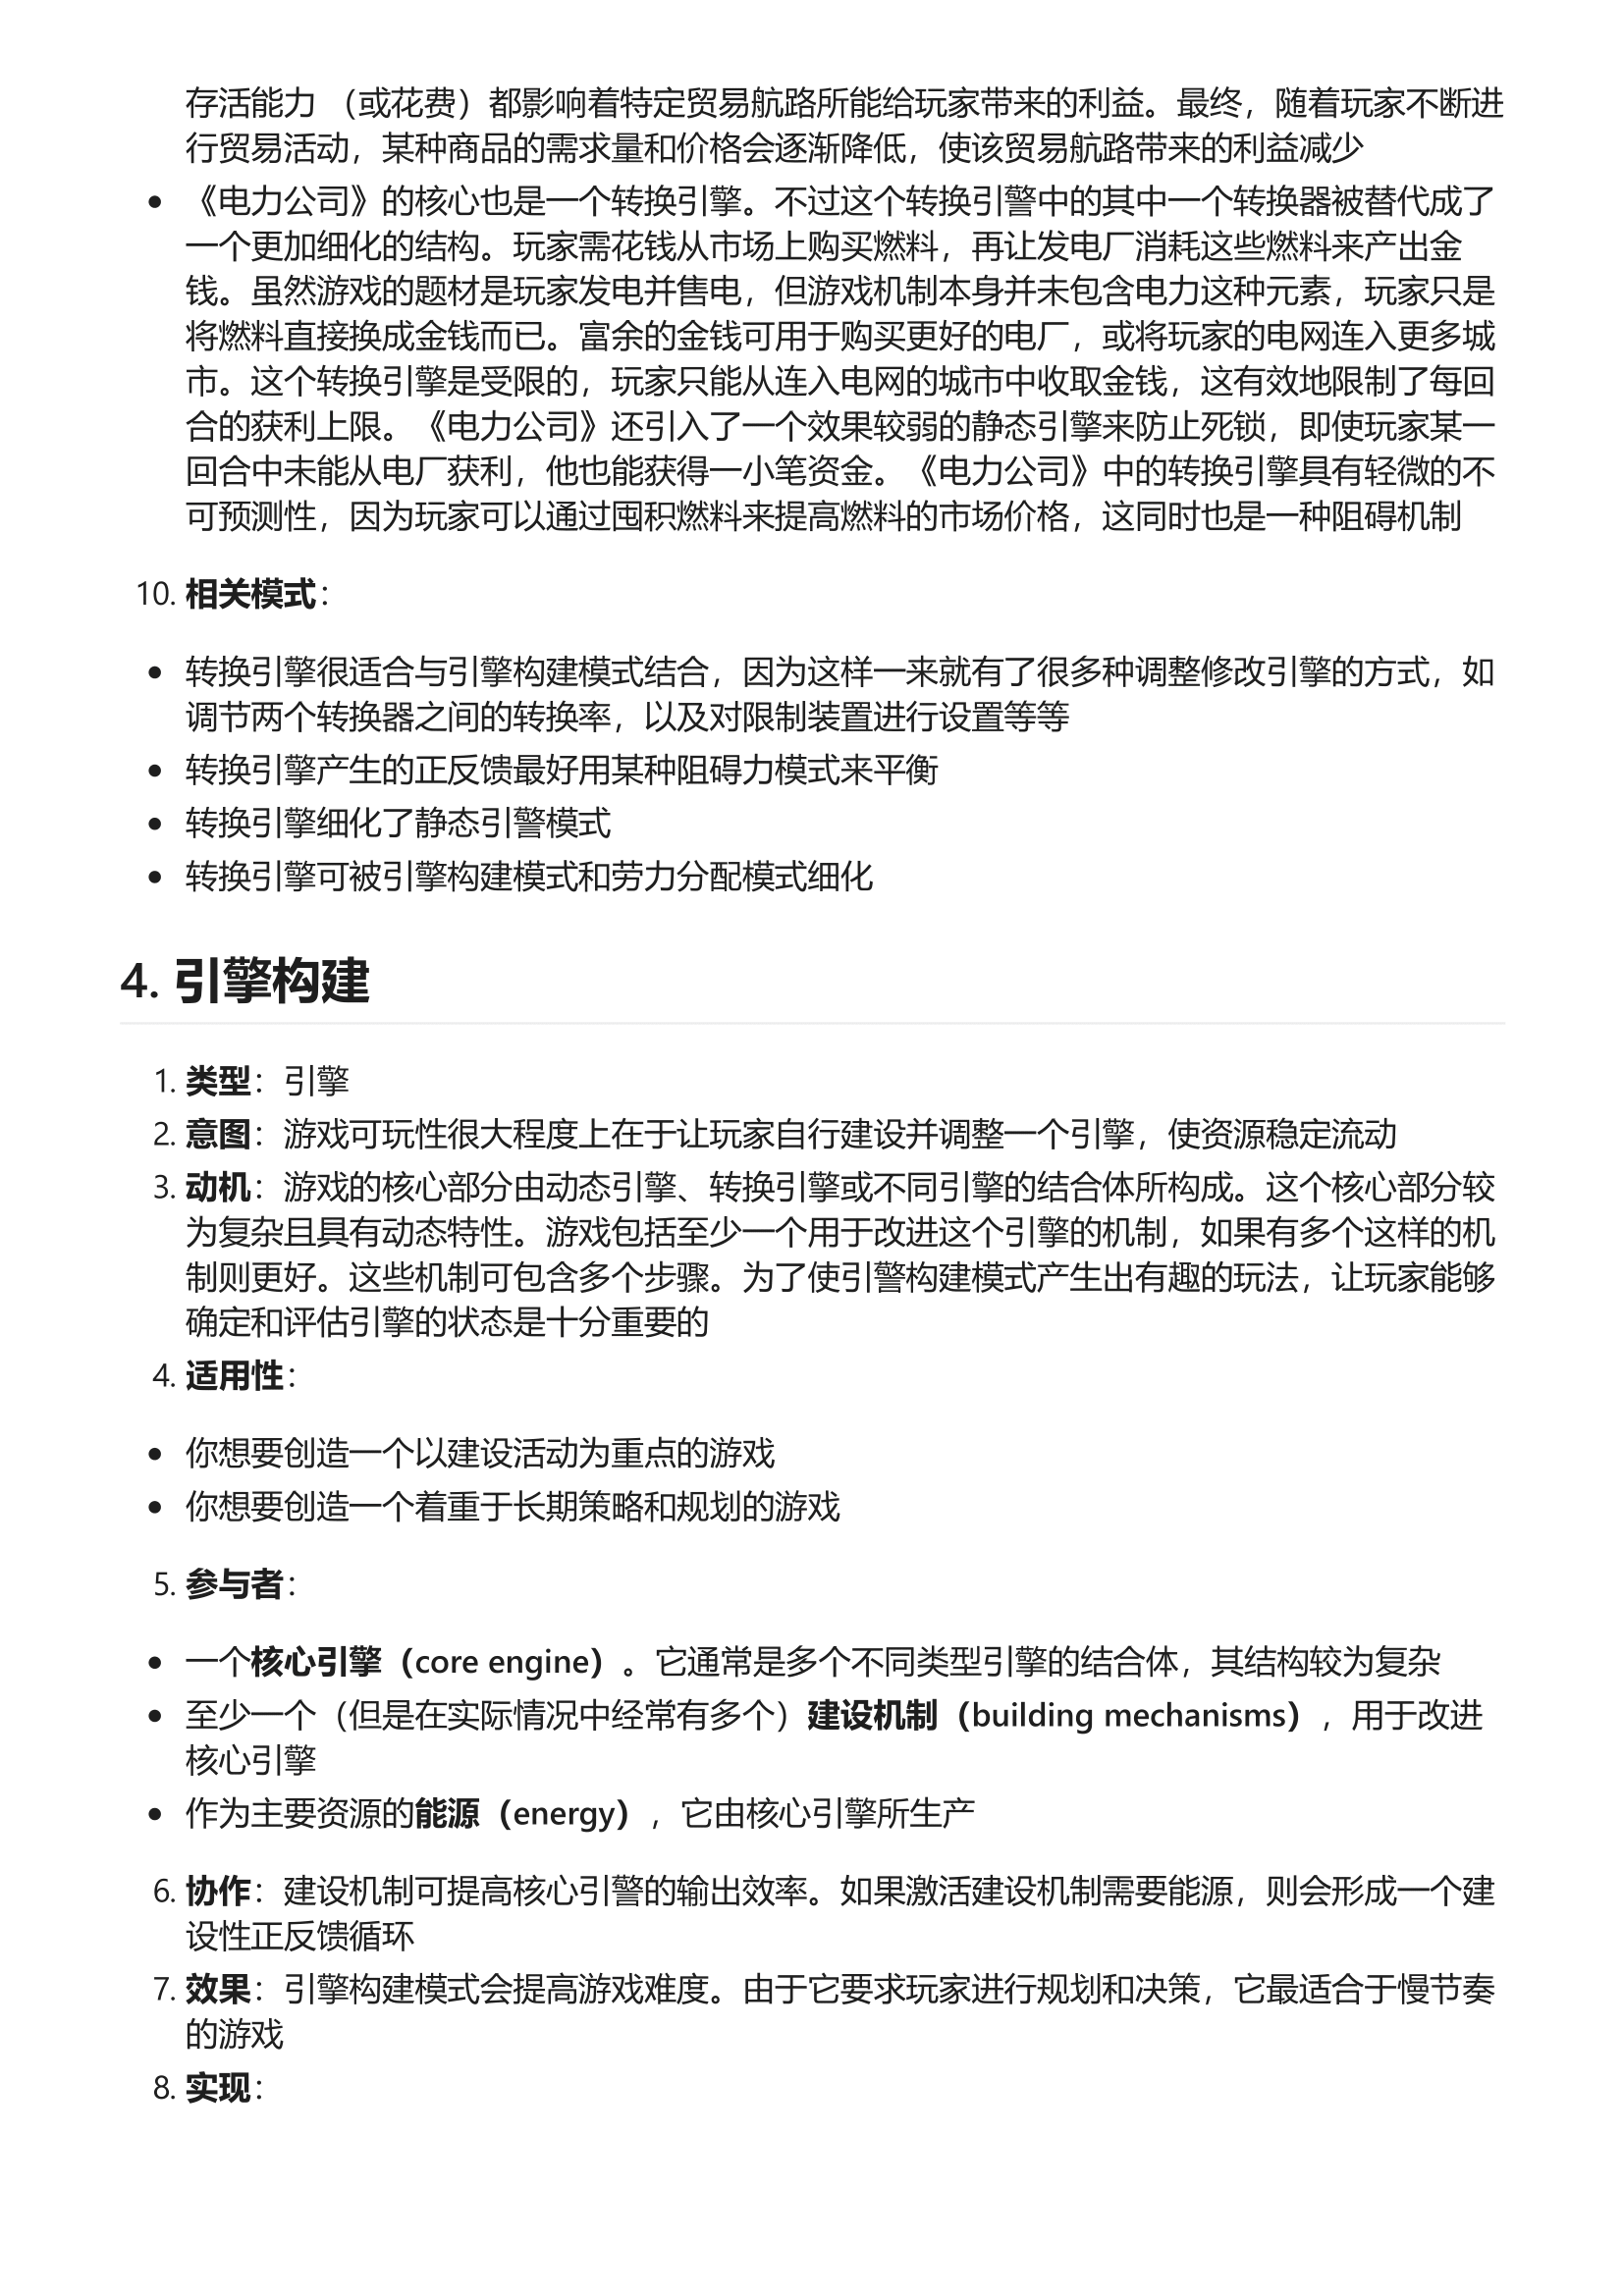 存活能力 （或花费）都影响着特定贸易航路所能给玩家带来的利益。最终，随着玩家不断进
行贸易活动，某种商品的需求量和价格会逐渐降低，使该贸易航路带来的利益减少
• 《电力公司》的核心也是一个转换引擎。不过这个转换引警中的其中一个转换器被替代成了
一个更加细化的结构。玩家需花钱从市场上购买燃料，再让发电厂消耗这些燃料来产出金
钱。虽然游戏的题材是玩家发电并售电，但游戏机制本身并未包含电力这种元素，玩家只是
将燃料直接换成金钱而已。富余的金钱可用于购买更好的电厂，或将玩家的电网连入更多城
市。这个转换引擎是受限的，玩家只能从连入电网的城市中收取金钱，这有效地限制了每回
合的获利上限。《电力公司》还引入了一个效果较弱的静态引擎来防止死锁，即使玩家某一
回合中未能从电厂获利，他也能获得一小笔资金。《电力公司》中的转换引擎具有轻微的不
可预测性，因为玩家可以通过囤积燃料来提高燃料的市场价格，这同时也是一种阻碍机制
10. 相关模式：
• 转换引擎很适合与引擎构建模式结合，因为这样一来就有了很多种调整修改引擎的方式，如
调节两个转换器之间的转换率，以及对限制装置进行设置等等
• 转换引擎产生的正反馈最好用某种阻碍力模式来平衡
• 转换引擎细化了静态引警模式
• 转换引擎可被引擎构建模式和劳力分配模式细化
4. 引擎构建
1. 类型：引擎
2. 意图：游戏可玩性很大程度上在于让玩家自行建设并调整一个引擎，使资源稳定流动
3. 动机：游戏的核心部分由动态引擎、转换引擎或不同引擎的结合体所构成。这个核心部分较
为复杂且具有动态特性。游戏包括至少一个用于改进这个引擎的机制，如果有多个这样的机
制则更好。这些机制可包含多个步骤。为了使引警构建模式产生出有趣的玩法，让玩家能够
确定和评估引擎的状态是十分重要的
4. 适用性：
• 你想要创造一个以建设活动为重点的游戏
• 你想要创造一个着重于长期策略和规划的游戏
5. 参与者：
• 一个核心引擎（core engine）。它通常是多个不同类型引擎的结合体，其结构较为复杂
• 至少一个（但是在实际情况中经常有多个）建设机制（building mechanisms），用于改进
核心引擎
• 作为主要资源的能源（energy），它由核心引擎所生产
6. 协作：建设机制可提高核心引警的输出效率。如果激活建设机制需要能源，则会形成一个建
设性正反馈循环
7. 效果：引擎构建模式会提高游戏难度。由于它要求玩家进行规划和决策，它最适合于慢节奏
的游戏
8. 实现：